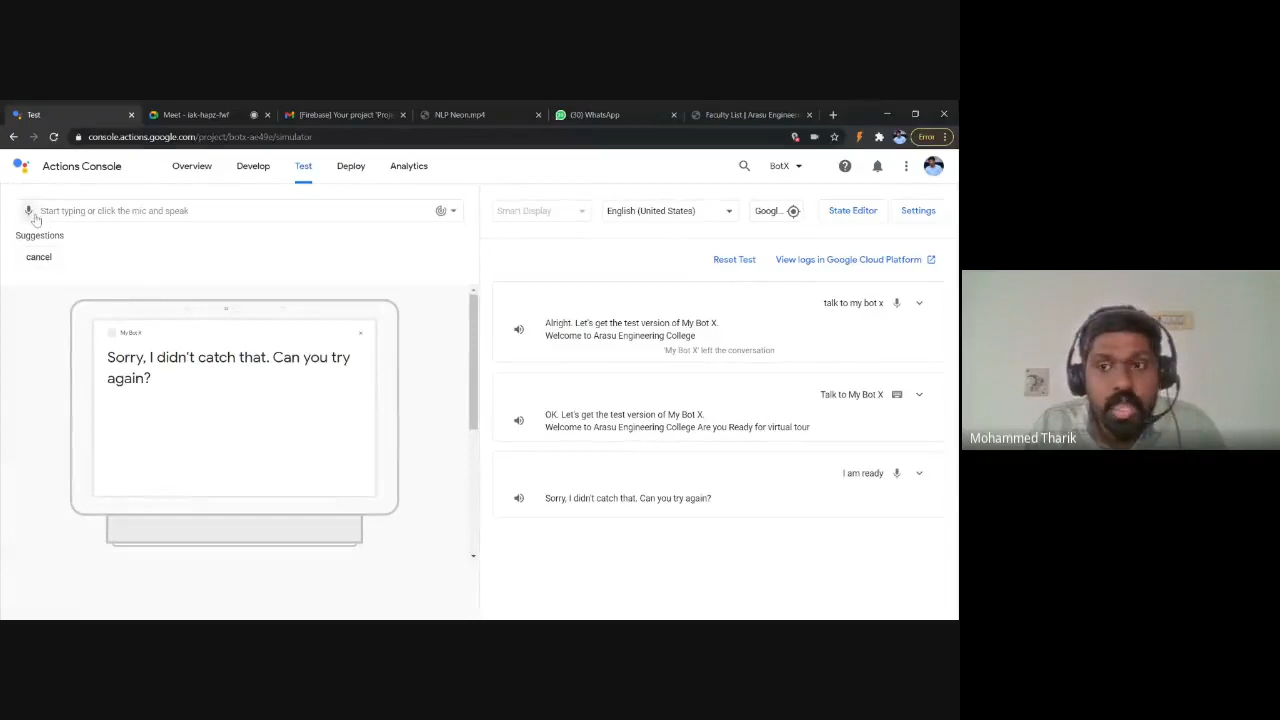 Test
Meet - iak-hapz-fwf
[Firebase] Your project 'Proje
NLP Neon.mp4
(30) WhatsApp
Faculty List | Arasu Engineerin
console.actions.google.com/project/botx-ae49e/simulator
Error
Actions Console
Overview
Develop
Test
Deploy
Analytics
BotX
Start typing or click the mic and speak
Smart Display
English (United States)
Googl...
State Editor
Settings
Suggestions
cancel
Reset Test
View logs in Google Cloud Platform
My Bot X
Sorry, I didn't catch that. Can you try
again?
talk to my bot x
Alright. Let's get the test version of My Bot X.
Welcome to Arasu Engineering College
'My Bot X' left the conversation
Talk to My Bot X
OK. Let's get the test version of My Bot X.
Welcome to Arasu Engineering College Are you Ready for virtual tour
I am ready
Sorry, I didn't catch that. Can you try again?
Mohammed Tharik